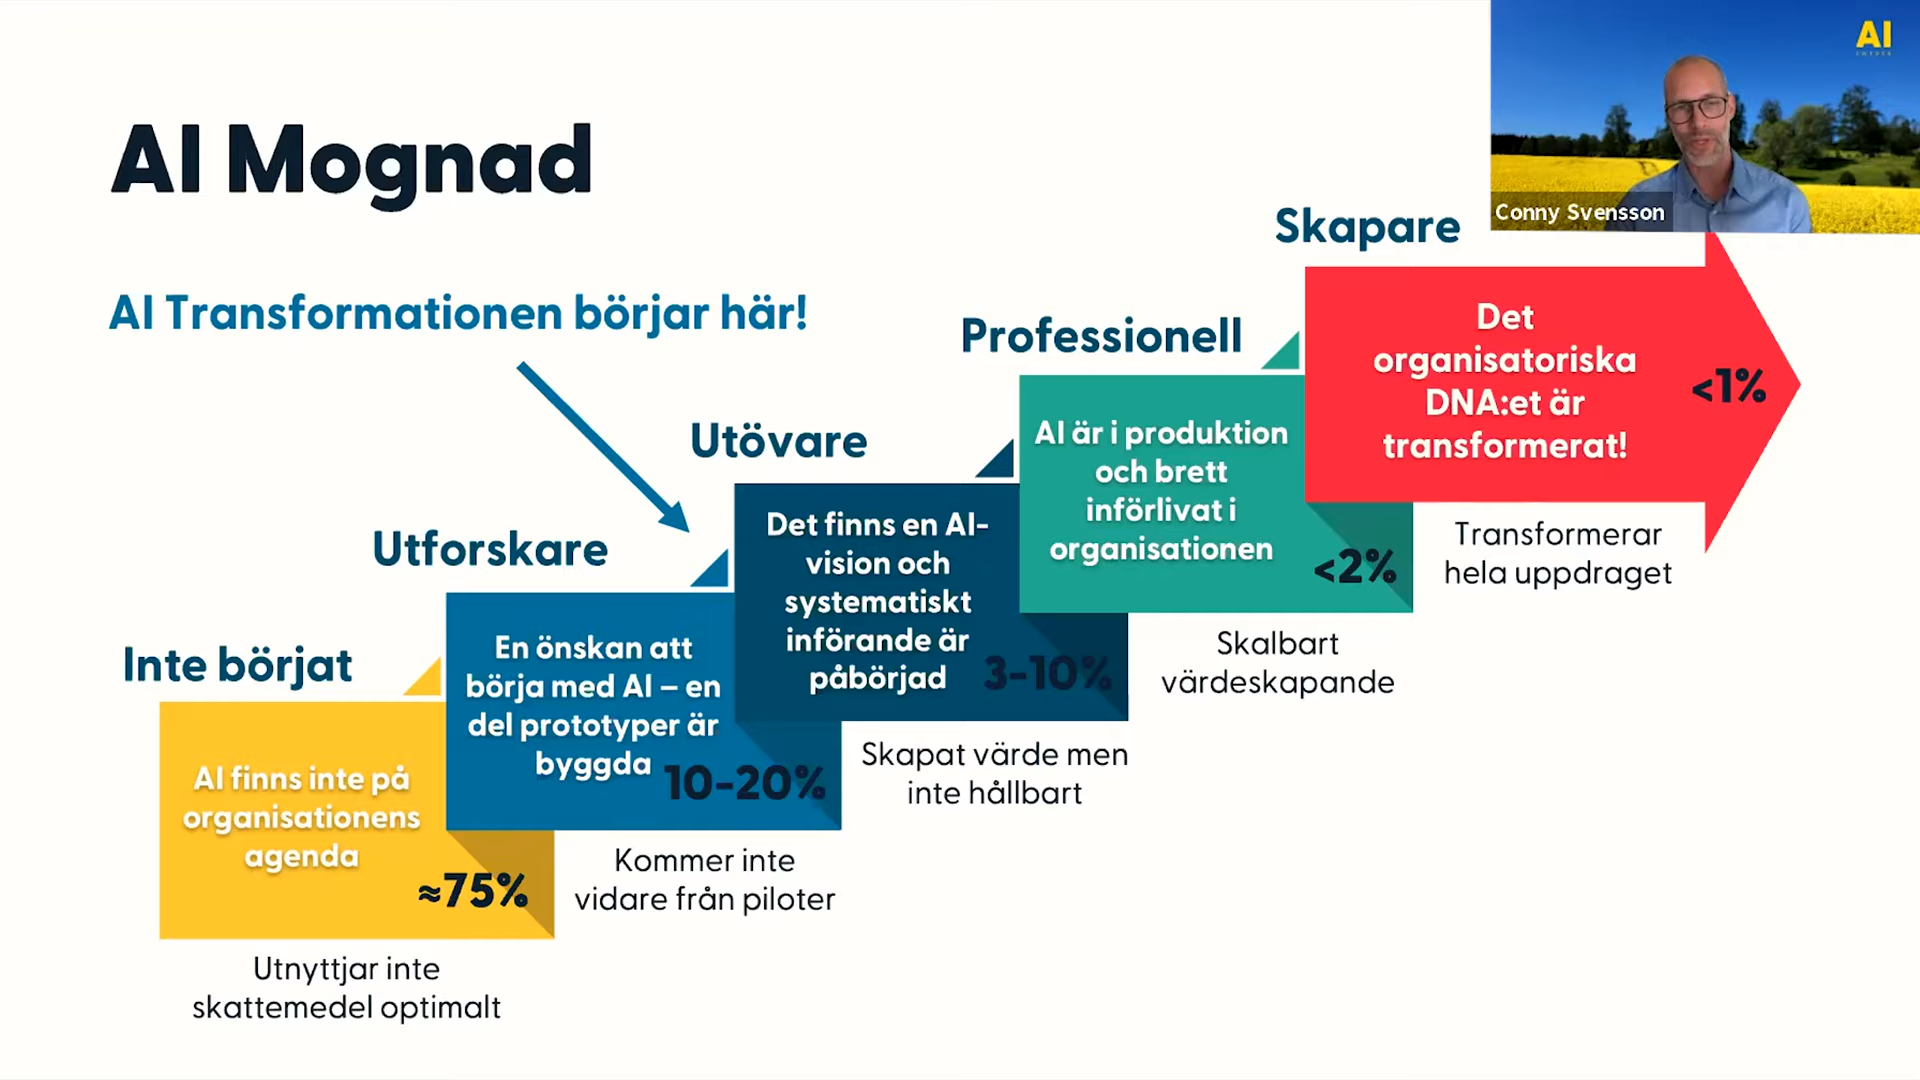 AI
SWEDEN
Conny Svensson
AI Mognad
AI Transformationen börjar här!
Skapare
Det
organisatoriska
DNA:et är
transformerat!
<1%
Transformerar
hela uppdraget
Professionell
AI är i produktion
och brett
införlivat i
organisationen
<2%
Skalbart
värdeskapande
Utövare
Det finns en AI-
vision och
systematiskt
införande är
påbörjad
3-10%
Skapat värde men
inte hållbart
Utforskare
En önskan att
börja med AI – en
del prototyper är
byggda
10-20%
Kommer inte
vidare från piloter
Inte börjat
AI finns inte på
organisationens
agenda
≈75%
Utnyttjar inte
skattemedel optimalt